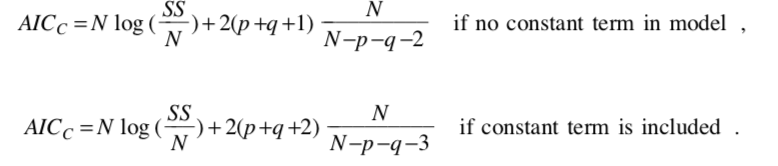 AIC_C = N log ( SS/N ) + 2(p+q+1) N/(N−p−q−2) if no constant term in model ,
AIC_C = N log ( SS/N ) + 2(p+q+2) N/(N−p−q−3) if constant term is included .